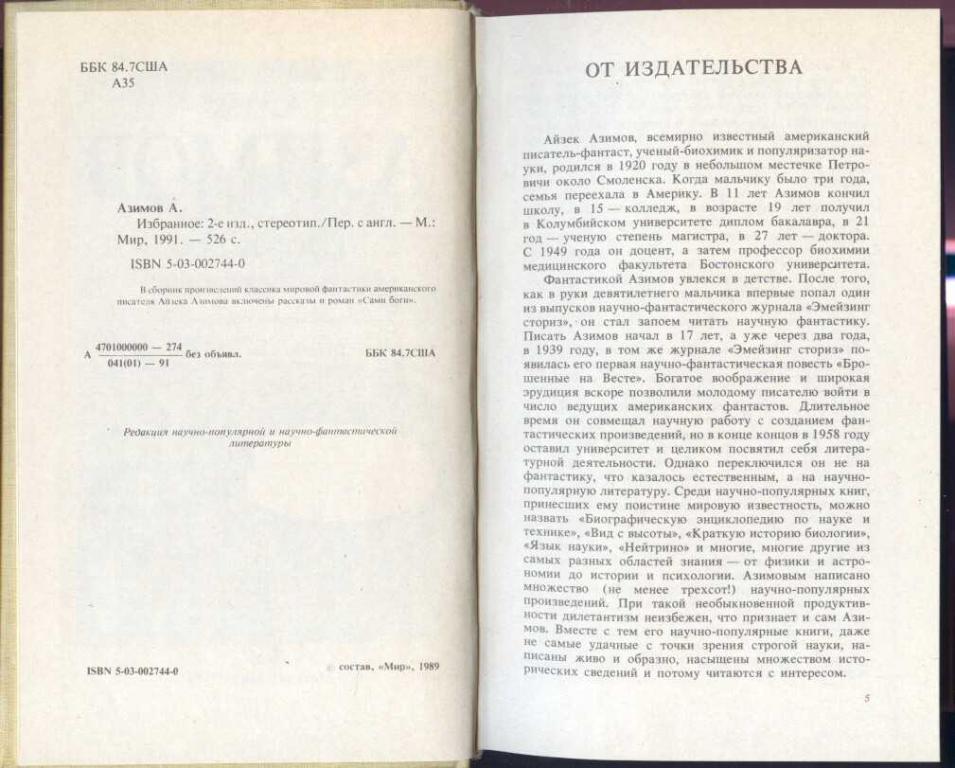 ББК 84.7США
А35
Азимов А.
Избранное: 2-е изд., стереотип./Пер. с англ. — М.:
Мир, 1991. — 526 с.
ISBN 5-03-002744-0
В сборник произведений классика мировой фантастики американского
писателя Айзека Азимова включены рассказы и роман «Сами боги».
А 4701000000 — 274 без объявл.
041(01) — 91
ББК 84.7США
Редакция научно-популярной и научно-фантастической
литературы
ISBN 5-03-002744-0
© состав, «Мир», 1989
ОТ ИЗДАТЕЛЬСТВА
Айзек Азимов, всемирно известный американский
писатель-фантаст, ученый-биохимик и популяризатор на-
уки, родился в 1920 году в небольшом местечке Петро-
вичи около Смоленска. Когда мальчику было три года,
семья переехала в Америку. В 11 лет Азимов кончил
школу, в 15 — колледж, в возрасте 19 лет получил
в Колумбийском университете диплом бакалавра, в 21
год — ученую степень магистра, в 27 лет — доктора.
С 1949 года он доцент, а затем профессор биохимии
медицинского факультета Бостонского университета.
Фантастикой Азимов увлекся в детстве. После того,
как в руки девятилетнего мальчика впервые попал один
из выпусков научно-фантастического журнала «Эмейзинг
сториз», он стал запоем читать научную фантастику.
Писать Азимов начал в 17 лет, а уже через два года,
в 1939 году, в том же журнале «Эмейзинг сториз» по-
явилась его первая научно-фантастическая повесть «Бро-
шенные на Весте». Богатое воображение и широкая
эрудиция вскоре позволили молодому писателю войти в
число ведущих американских фантастов. Длительное
время он совмещал научную работу с созданием фан-
тастических произведений, но в конце концов в 1958 году
оставил университет и целиком посвятил себя литера-
турной деятельности. Однако переключился он не на
фантастику, что казалось естественным, а на научно-
популярную литературу. Среди научно-популярных книг,
принесших ему поистине мировую известность, можно
назвать «Биографическую энциклопедию по науке и
технике», «Вид с высоты», «Краткую историю биологии»,
«Язык науки», «Нейтрино» и многие, многие другие из
самых разных областей знания — от физики и астро-
номии до истории и психологии. Азимовым написано
множество (не менее трехсот!) научно-популярных
произведений. При такой необыкновенной продуктив-
ности дилетантизм неизбежен, что признает и сам Ази-
мов. Вместе с тем его научно-популярные книги, даже
не самые удачные с точки зрения строгой науки, на-
писаны живо и образно, насыщены множеством исто-
рических сведений и потому читаются с интересом.
5